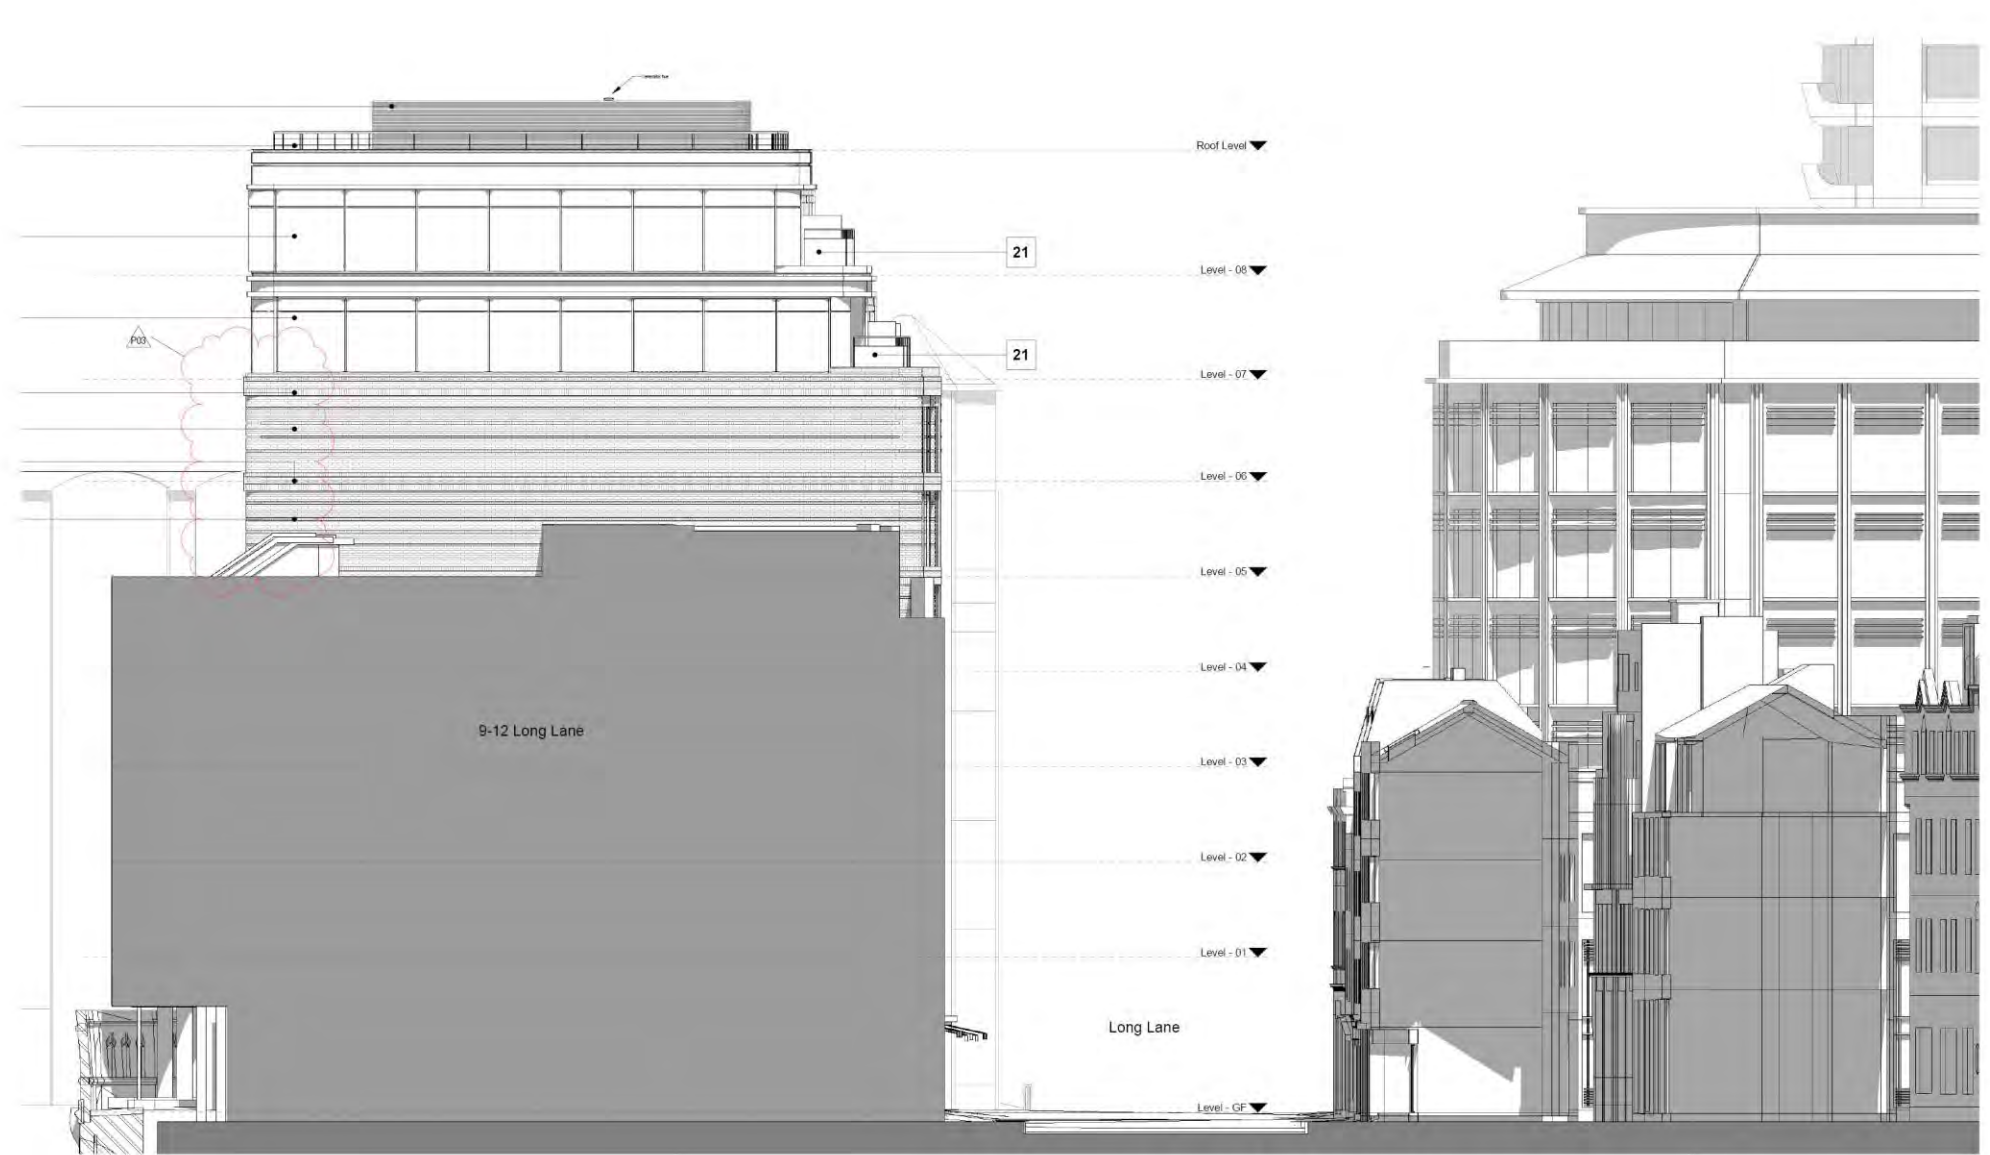 Roof Level
21
Level - 08
P03
21
Level - 07
Level - 06
Level - 05
Level - 04
9-12 Long Lane
Level - 03
Level - 02
Level - 01
Long Lane
Level - GF